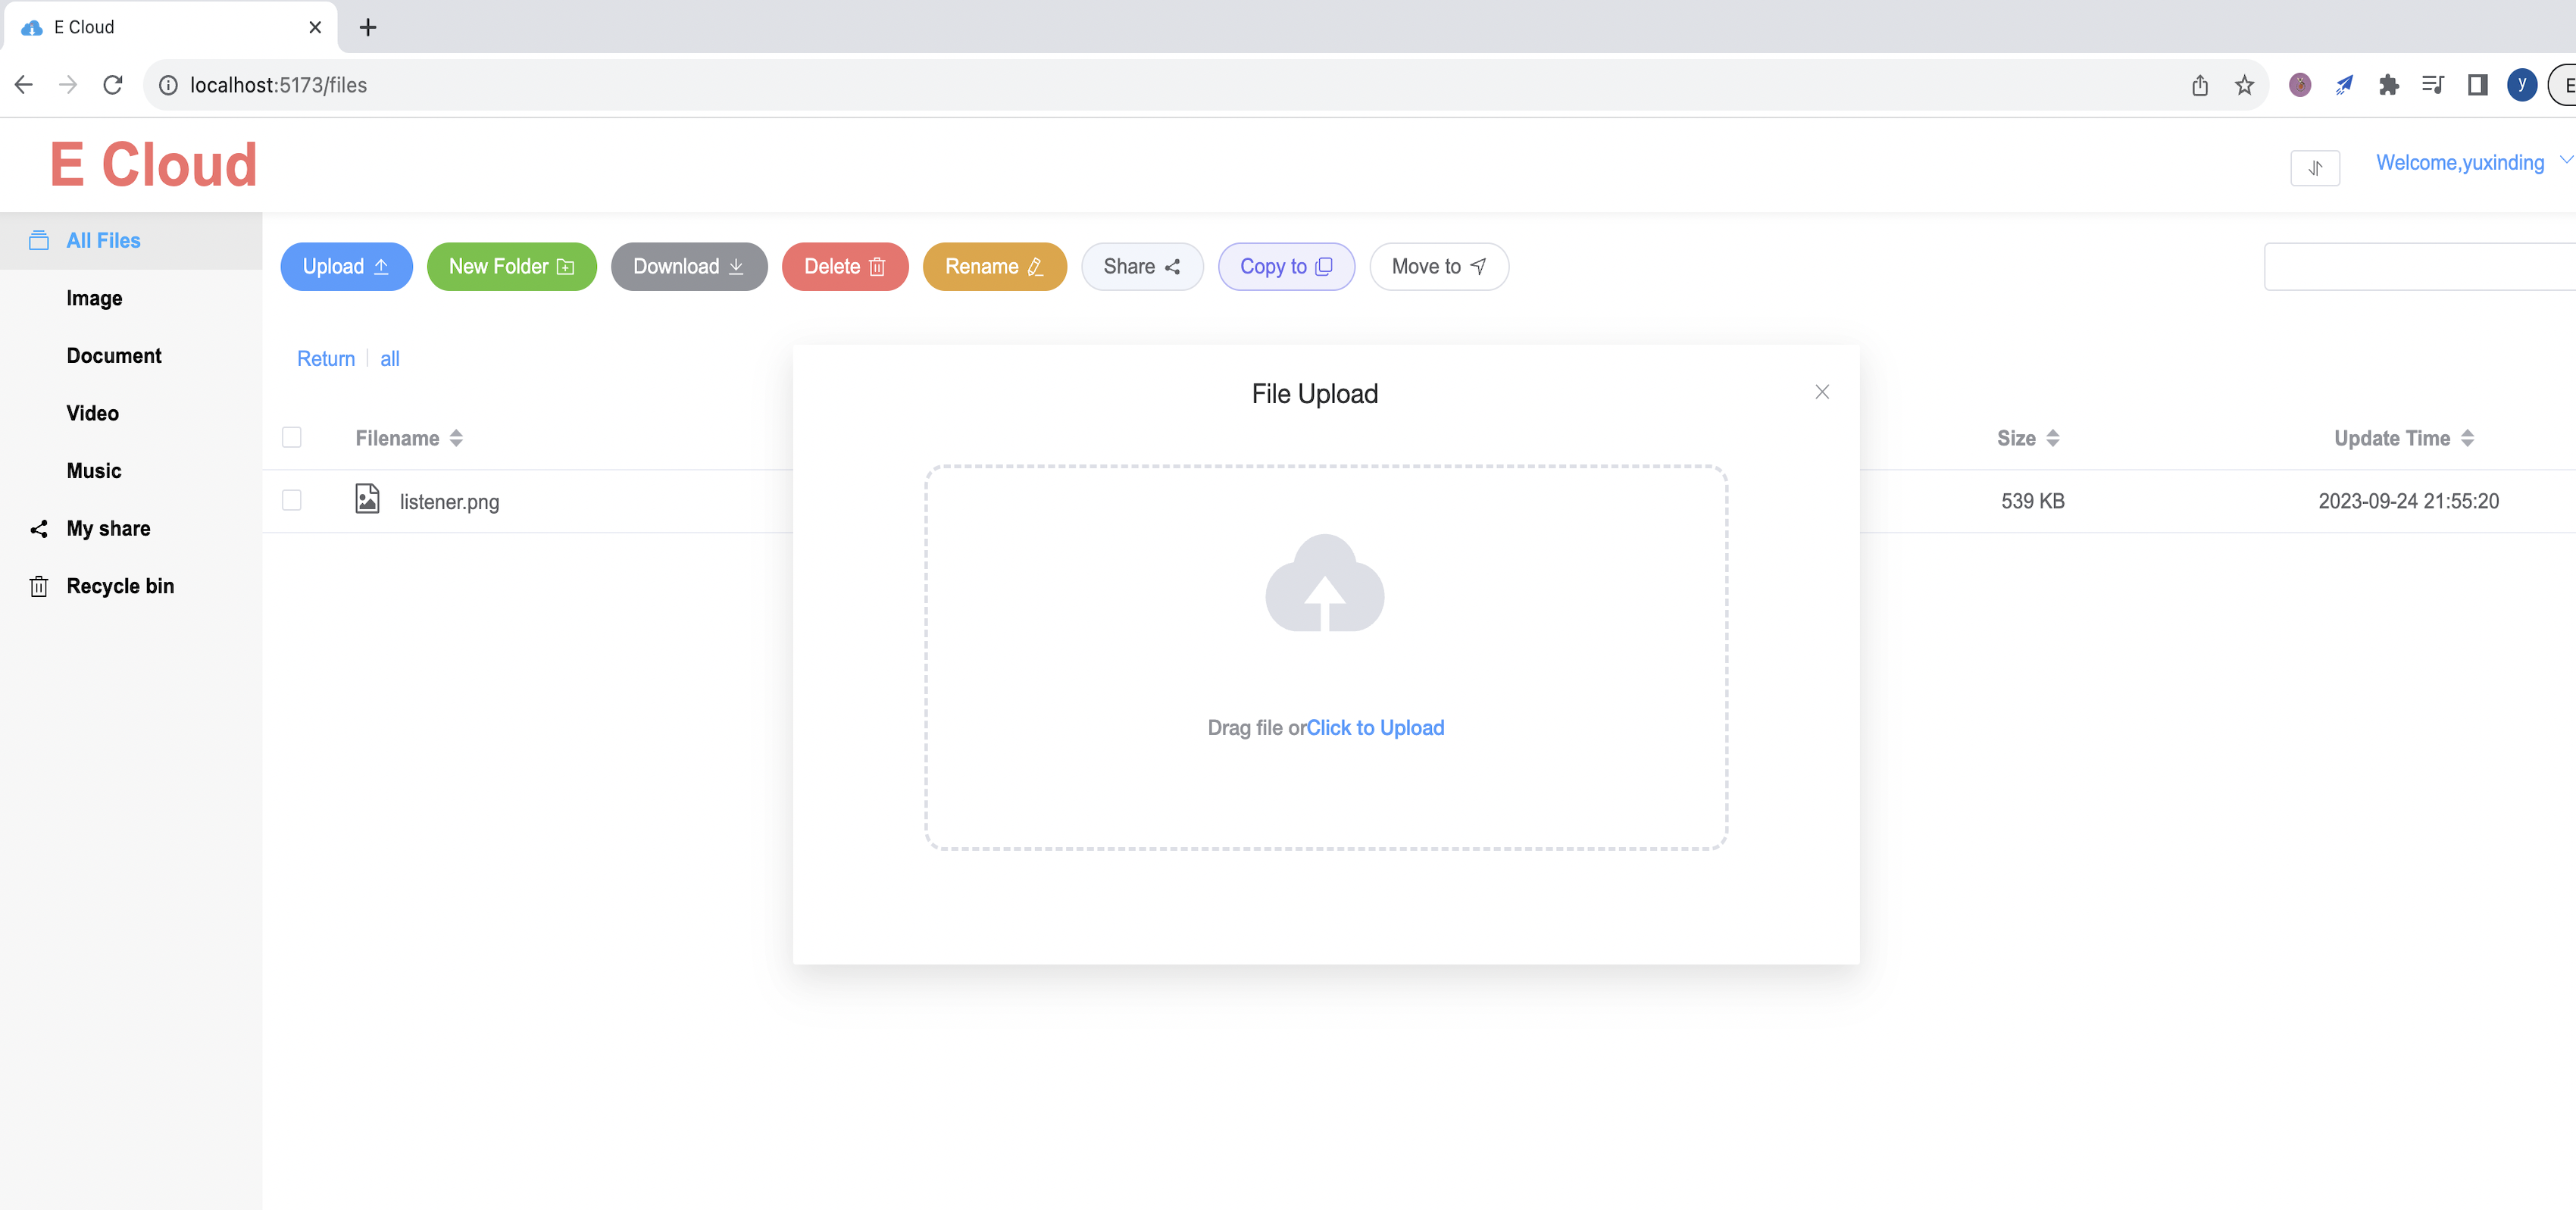 E Cloud
localhost:5173/files
y
E
E Cloud
Welcome,yuxinding
All Files
Image
Document
Video
Music
My share
Recycle bin
Upload New Folder Download Delete Rename Share Copy to Move to
Return all
File Upload
Filename Size Update Time
listener.png 539 KB 2023-09-24 21:55:20
Drag file orClick to Upload